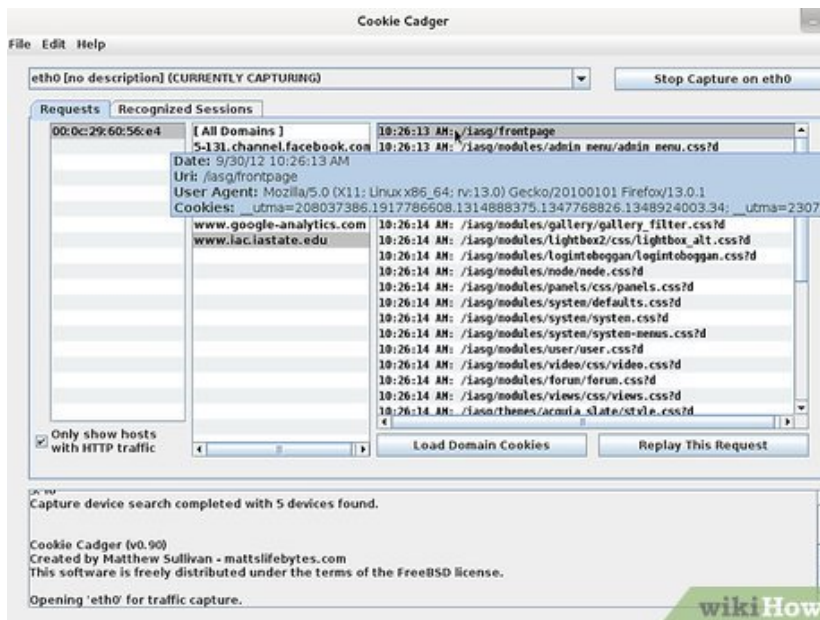 Cookie Cadger
File Edit Help
eth0 [no description] (CURRENTLY CAPTURING)
Stop Capture on eth0
Requests
Recognized Sessions
00:0c:29:60:56:e4
[ All Domains ]
5-131.channel.facebook.com
www.google-analytics.com
www.iac.iastate.edu
10:26:13 AM: /iasg/frontpage
10:26:13 AM: /iasg/modules/admin_menu/admin_menu.css?d
Date: 9/30/12 10:26:13 AM
Uri: /iasg/frontpage
User Agent: Mozilla/5.0 (X11; Linux x86_64; rv:13.0) Gecko/20100101 Firefox/13.0.1
Cookies: __utma=208037386.1917786608.1314888375.1347768826.1348924003.34; __utma=2307
10:26:14 AM: /iasg/modules/gallery/gallery_filter.css?d
10:26:14 AM: /iasg/modules/lightbox2/css/lightbox_alt.css?d
10:26:14 AM: /iasg/modules/logintoboggan/logintoboggan.css?d
10:26:14 AM: /iasg/modules/node/node.css?d
10:26:14 AM: /iasg/modules/panels/css/panels.css?d
10:26:14 AM: /iasg/modules/system/defaults.css?d
10:26:14 AM: /iasg/modules/system/system.css?d
10:26:14 AM: /iasg/modules/system/system-menus.css?d
10:26:14 AM: /iasg/modules/user/user.css?d
10:26:14 AM: /iasg/modules/video/css/video.css?d
10:26:14 AM: /iasg/modules/forum/forum.css?d
10:26:14 AM: /iasg/modules/views/css/views.css?d
10:26:14 AM: /iasg/themes/acquia_slate/style.css?d
Only show hosts
with HTTP traffic
Load Domain Cookies
Replay This Request
Capture device search completed with 5 devices found.
Cookie Cadger (v0.90)
Created by Matthew Sullivan - mattslifebytes.com
This software is freely distributed under the terms of the FreeBSD license.
Opening 'eth0' for traffic capture.
wikiHow